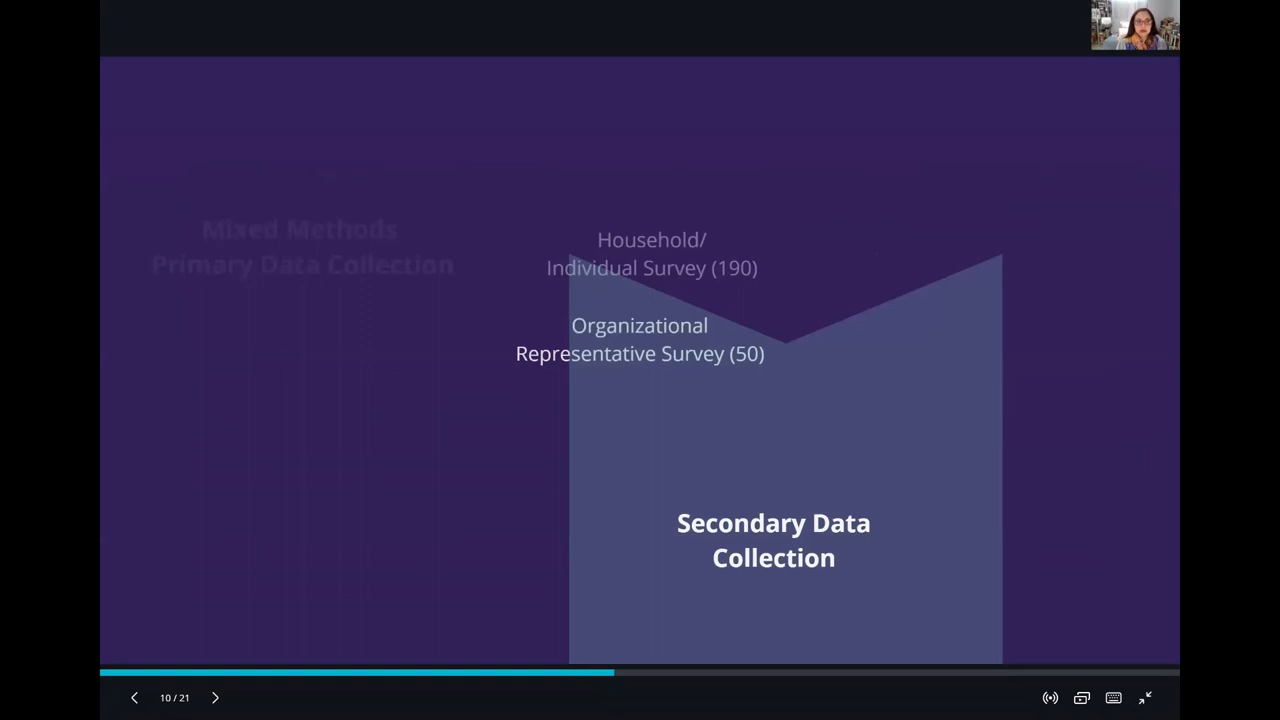 Mixed Methods
Primary Data Collection
Household/
Individual Survey (190)
Organizational
Representative Survey (50)
Secondary Data
Collection
10 / 21